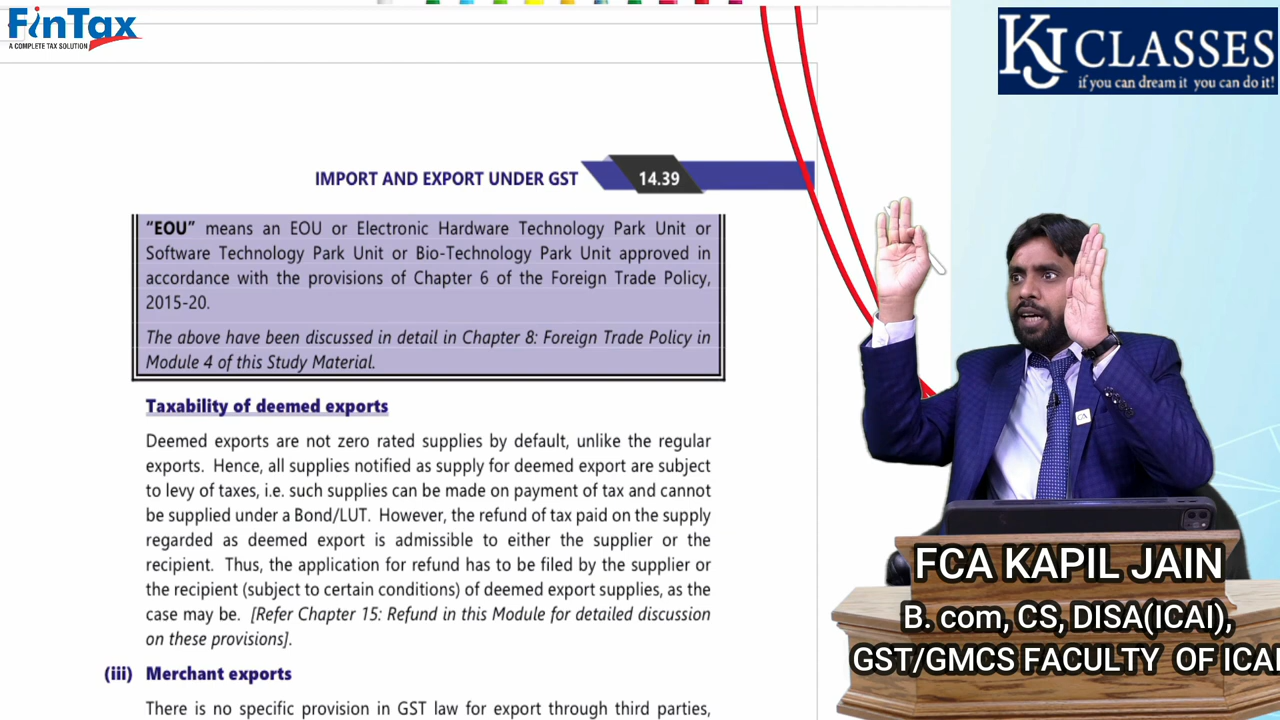 FinTax
A COMPLETE TAX SOLUTION
KJ CLASSES
if you can dream it you can do it!
IMPORT AND EXPORT UNDER GST 14.39
“EOU” means an EOU or Electronic Hardware Technology Park Unit or
Software Technology Park Unit or Bio-Technology Park Unit approved in
accordance with the provisions of Chapter 6 of the Foreign Trade Policy,
2015-20.
The above have been discussed in detail in Chapter 8: Foreign Trade Policy in
Module 4 of this Study Material.
Taxability of deemed exports
Deemed exports are not zero rated supplies by default, unlike the regular
exports. Hence, all supplies notified as supply for deemed export are subject
to levy of taxes, i.e. such supplies can be made on payment of tax and cannot
be supplied under a Bond/LUT. However, the refund of tax paid on the supply
regarded as deemed export is admissible to either the supplier or the
recipient. Thus, the application for refund has to be filed by the supplier or
the recipient (subject to certain conditions) of deemed export supplies, as the
case may be. [Refer Chapter 15: Refund in this Module for detailed discussion
on these provisions].
(iii) Merchant exports
There is no specific provision in GST law for export through third parties,
CA
FCA KAPIL JAIN
B. com, CS, DISA(ICAI),
GST/GMCS FACULTY OF ICAI